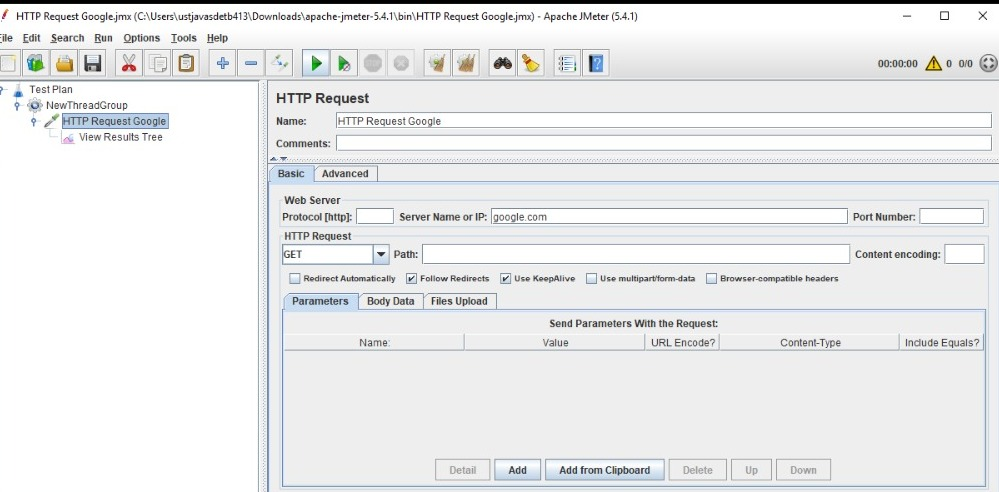 HTTP Request Google.jmx (C:\Users\ustjavasdetb413\Downloads\apache-jmeter-5.4.1\bin\HTTP Request Google.jmx) - Apache JMeter (5.4.1)
ile Edit Search Run Options Tools Help
00:00:00 0 0/0
Test Plan
NewThreadGroup
HTTP Request Google
View Results Tree
HTTP Request
Name: HTTP Request Google
Comments:
Basic Advanced
Web Server
Protocol [http]: Server Name or IP: google.com Port Number:
HTTP Request
GET Path: Content encoding:
Redirect Automatically Follow Redirects Use KeepAlive Use multipart/form-data Browser-compatible headers
Parameters Body Data Files Upload
Send Parameters With the Request:
Name: Value URL Encode? Content-Type Include Equals?
Detail Add Add from Clipboard Delete Up Down